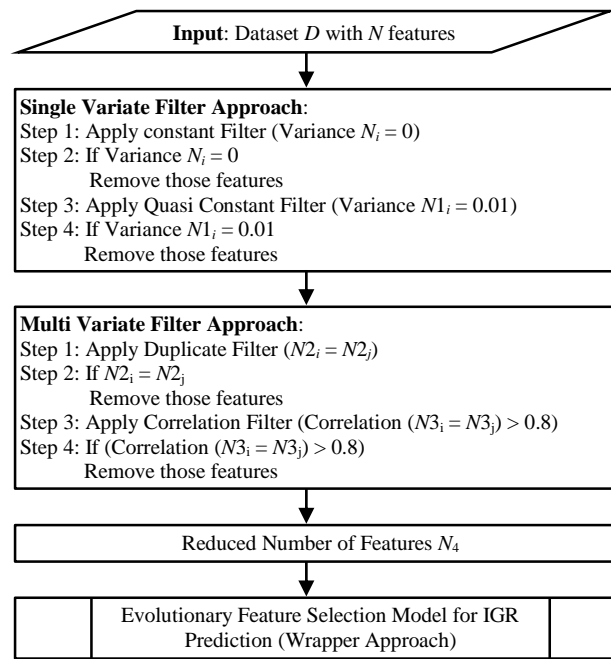 Input: Dataset D with N features
Single Variate Filter Approach:
Step 1: Apply constant Filter (Variance Nᵢ = 0)
Step 2: If Variance Nᵢ = 0
Remove those features
Step 3: Apply Quasi Constant Filter (Variance N1ᵢ = 0.01)
Step 4: If Variance N1ᵢ = 0.01
Remove those features
Multi Variate Filter Approach:
Step 1: Apply Duplicate Filter (N2ᵢ = N2ⱼ)
Step 2: If N2ᵢ = N2ⱼ
Remove those features
Step 3: Apply Correlation Filter (Correlation (N3ᵢ = N3ⱼ) > 0.8)
Step 4: If (Correlation (N3ᵢ = N3ⱼ) > 0.8)
Remove those features
Reduced Number of Features N₄
Evolutionary Feature Selection Model for IGR
Prediction (Wrapper Approach)